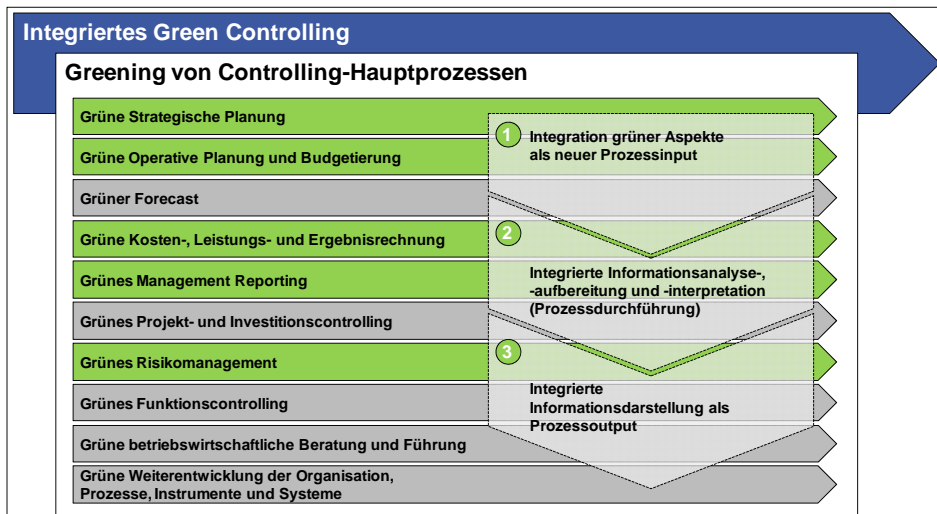 Integriertes Green Controlling
Greening von Controlling-Hauptprozessen
Grüne Strategische Planung
Grüne Operative Planung und Budgetierung
Grüner Forecast
Grüne Kosten-, Leistungs- und Ergebnisrechnung
Grünes Management Reporting
Grünes Projekt- und Investitionscontrolling
Grünes Risikomanagement
Grünes Funktionscontrolling
Grüne betriebswirtschaftliche Beratung und Führung
Grüne Weiterentwicklung der Organisation,
Prozesse, Instrumente und Systeme
1
Integration grüner Aspekte
als neuer Prozessinput
2
Integrierte Informationsanalyse-,
-aufbereitung und -interpretation
(Prozessdurchführung)
3
Integrierte
Informationsdarstellung als
Prozessoutput